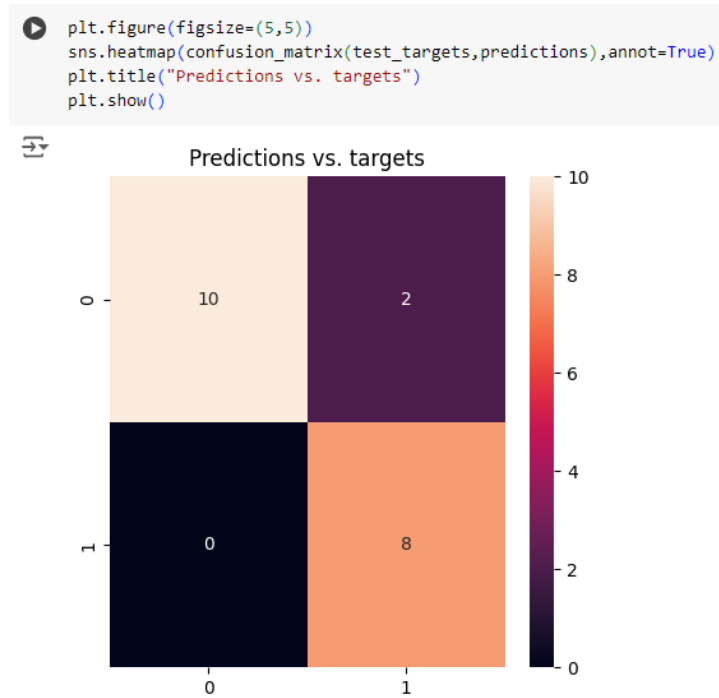 plt.figure(figsize=(5,5))
sns.heatmap(confusion_matrix(test_targets,predictions),annot=True)
plt.title("Predictions vs. targets")
plt.show()
Predictions vs. targets
10
0
10
2
8
6
4
1
0
8
2
0
0
1